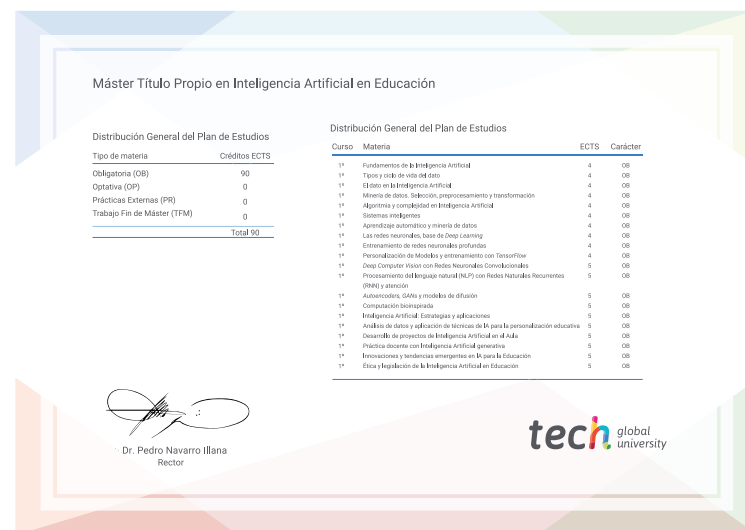 Máster Título Propio en Inteligencia Artificial en Educación
Distribución General del Plan de Estudios
Tipo de materia Créditos ECTS
Obligatoria (OB) 90
Optativa (OP) 0
Prácticas Externas (PR) 0
Trabajo Fin de Máster (TFM) 0
Total 90
Distribución General del Plan de Estudios
Curso Materia ECTS Carácter
1º Fundamentos de la Inteligencia Artificial 4 OB
1º Tipos y ciclo de vida del dato 4 OB
1º El dato en la Inteligencia Artificial 4 OB
1º Minería de datos. Selección, preprocesamiento y transformación 4 OB
1º Algoritmia y complejidad en Inteligencia Artificial 4 OB
1º Sistemas inteligentes 4 OB
1º Aprendizaje automático y minería de datos 4 OB
1º Las redes neuronales, base de Deep Learning 4 OB
1º Entrenamiento de redes neuronales profundas 4 OB
1º Personalización de Modelos y entrenamiento con TensorFlow 4 OB
1º Deep Computer Vision con Redes Neuronales Convolucionales 5 OB
1º Procesamiento del lenguaje natural (NLP) con Redes Naturales Recurrentes 5 OB
(RNN) y atención
1º Autoencoders, GANs y modelos de difusión 5 OB
1º Computación bioinspirada 5 OB
1º Inteligencia Artificial: Estrategias y aplicaciones 5 OB
1º Análisis de datos y aplicación de técnicas de IA para la personalización educativa 5 OB
1º Desarrollo de proyectos de Inteligencia Artificial en el Aula 5 OB
1º Práctica docente con Inteligencia Artificial generativa 5 OB
1º Innovaciones y tendencias emergentes en IA para la Educación 5 OB
1º Ética y legislación de la Inteligencia Artificial en Educación 5 OB
Dr. Pedro Navarro Illana
Rector
tech global
university